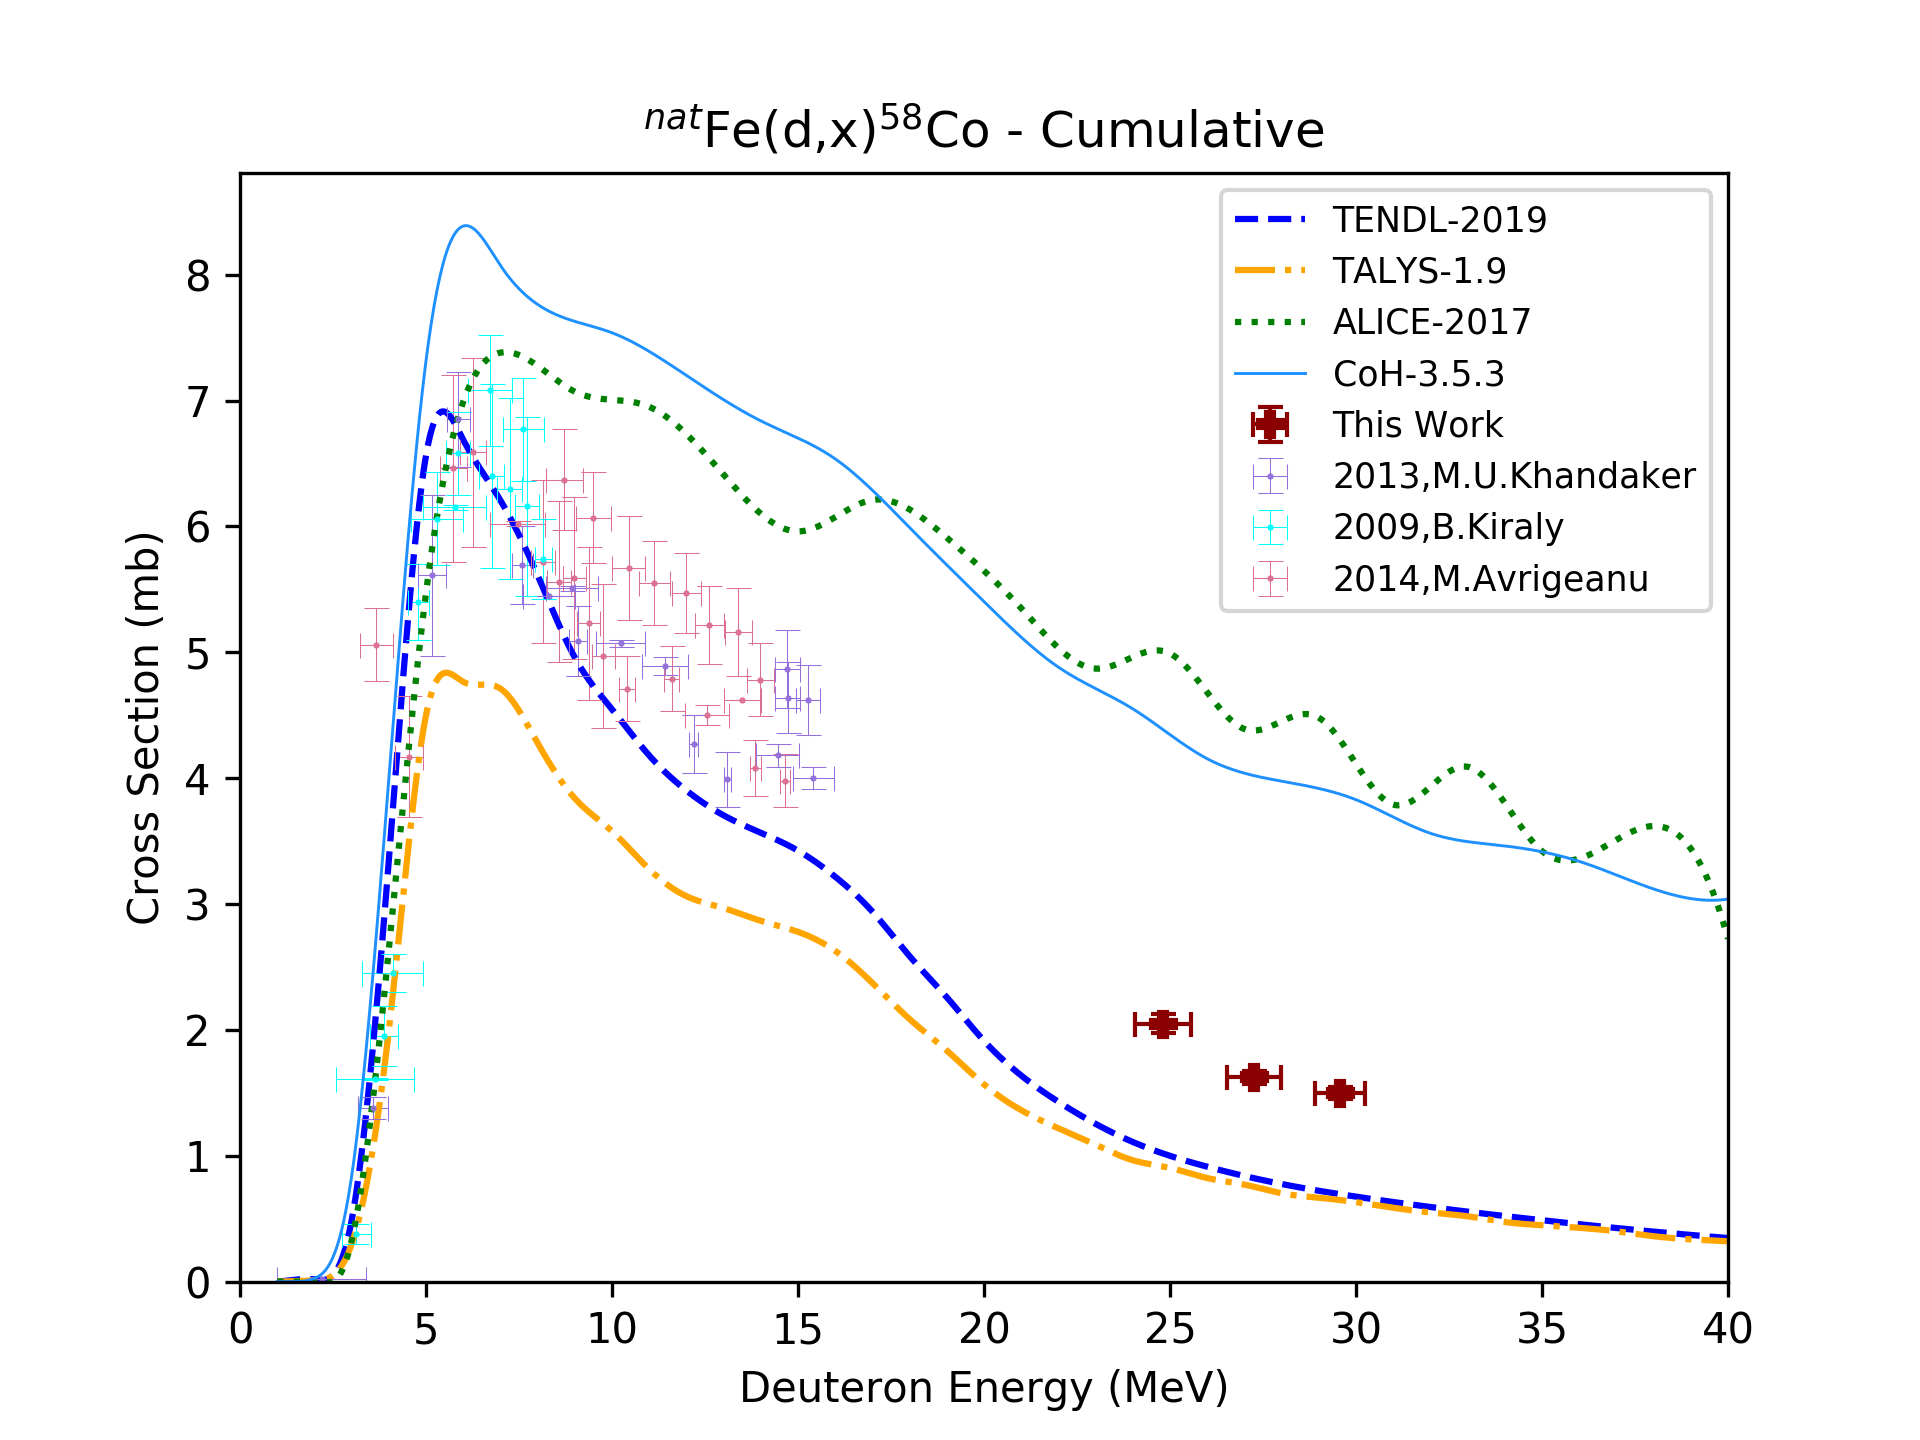 natFe(d,x)58Co - Cumulative
TENDL-2019
TALYS-1.9
ALICE-2017
CoH-3.5.3
This Work
2013,M.U.Khandaker
2009,B.Kiraly
2014,M.Avrigeanu
Cross Section (mb)
8
7
6
5
4
3
2
1
0
0 5 10 15 20 25 30 35 40
Deuteron Energy (MeV)